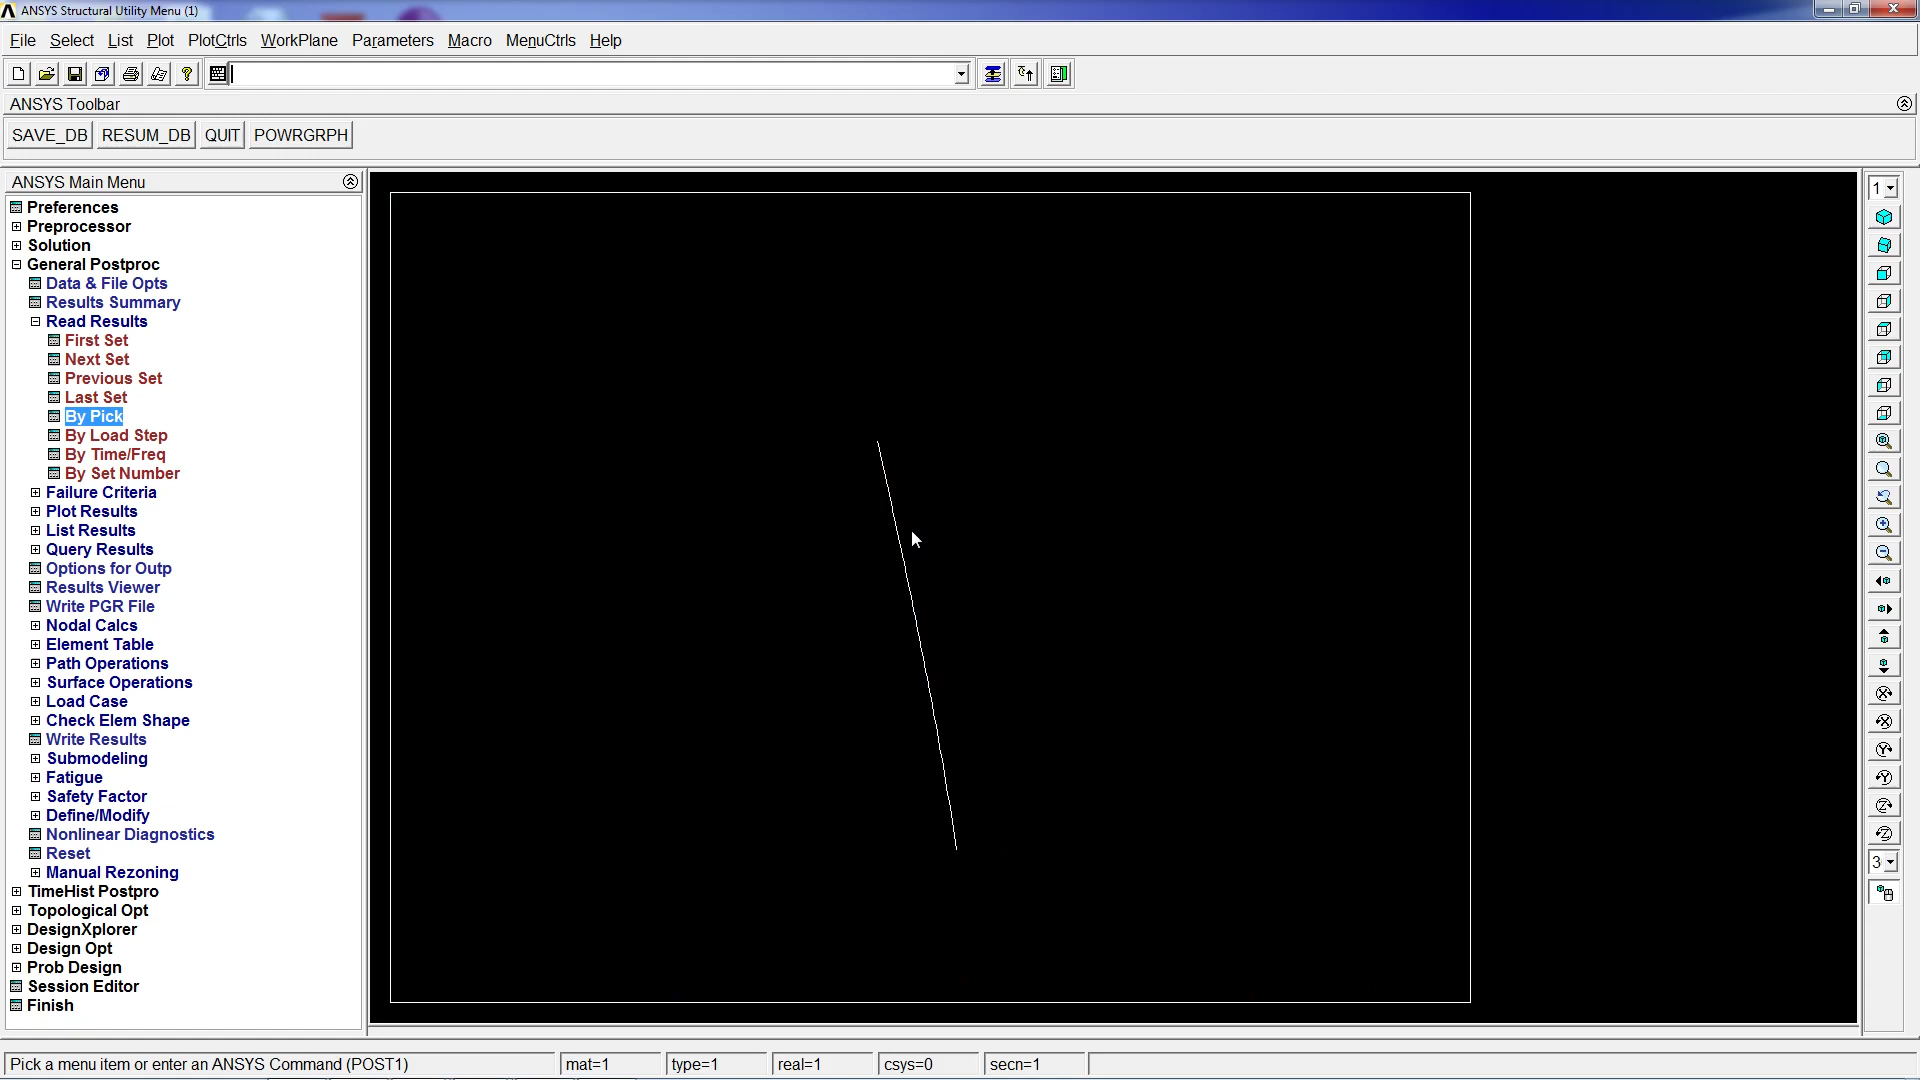 ANSYS Structural Utility Menu (1)
File Select List Plot PlotCtrls WorkPlane Parameters Macro MenuCtrls Help
ANSYS Toolbar
SAVE_DB RESUM_DB QUIT POWRGRPH
ANSYS Main Menu
Preferences
Preprocessor
Solution
General Postproc
Data & File Opts
Results Summary
Read Results
First Set
Next Set
Previous Set
Last Set
By Pick
By Load Step
By Time/Freq
By Set Number
Failure Criteria
Plot Results
List Results
Query Results
Options for Outp
Results Viewer
Write PGR File
Nodal Calcs
Element Table
Path Operations
Surface Operations
Load Case
Check Elem Shape
Write Results
Submodeling
Fatigue
Safety Factor
Define/Modify
Nonlinear Diagnostics
Reset
Manual Rezoning
TimeHist Postpro
Topological Opt
DesignXplorer
Design Opt
Prob Design
Session Editor
Finish
1
3
Pick a menu item or enter an ANSYS Command (POST1) mat=1 type=1 real=1 csys=0 secn=1